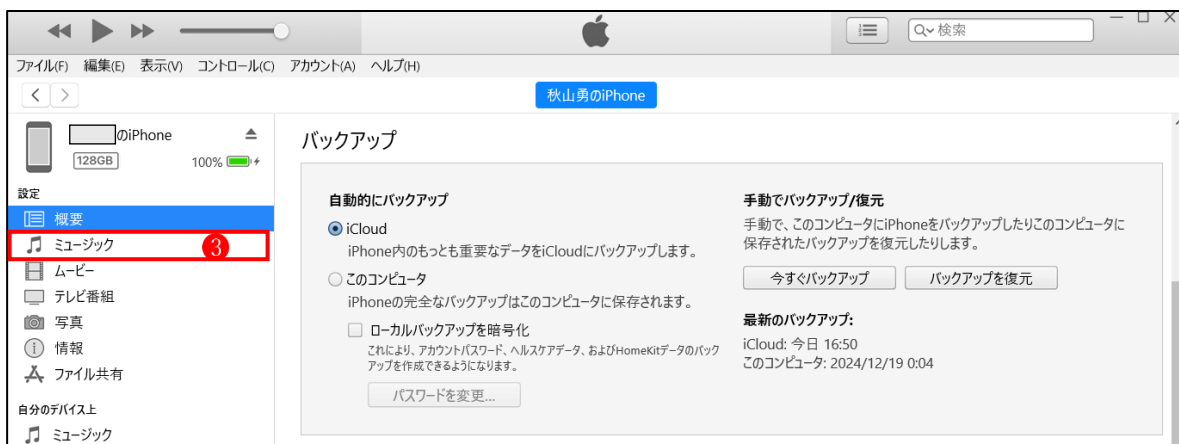 検索
ファイル(F) 編集(E) 表示(V) コントロール(C) アカウント(A) ヘルプ(H)
秋山勇のiPhone
のiPhone
128GB 100%
設定
概要
ミュージック 3
ムービー
テレビ番組
写真
情報
ファイル共有
自分のデバイス上
ミュージック
バックアップ
自動的にバックアップ
iCloud
iPhone内のもっとも重要なデータをiCloudにバックアップします。
このコンピュータ
iPhoneの完全なバックアップはこのコンピュータに保存されます。
ローカルバックアップを暗号化
これにより、アカウントパスワード、ヘルスケアデータ、およびHomeKitデータのバック
アップを作成できるようになります。
パスワードを変更...
手動でバックアップ/復元
手動で、このコンピュータにiPhoneをバックアップしたりこのコンピュータに
保存されたバックアップを復元したりします。
今すぐバックアップ バックアップを復元
最新のバックアップ:
iCloud: 今日 16:50
このコンピュータ: 2024/12/19 0:04